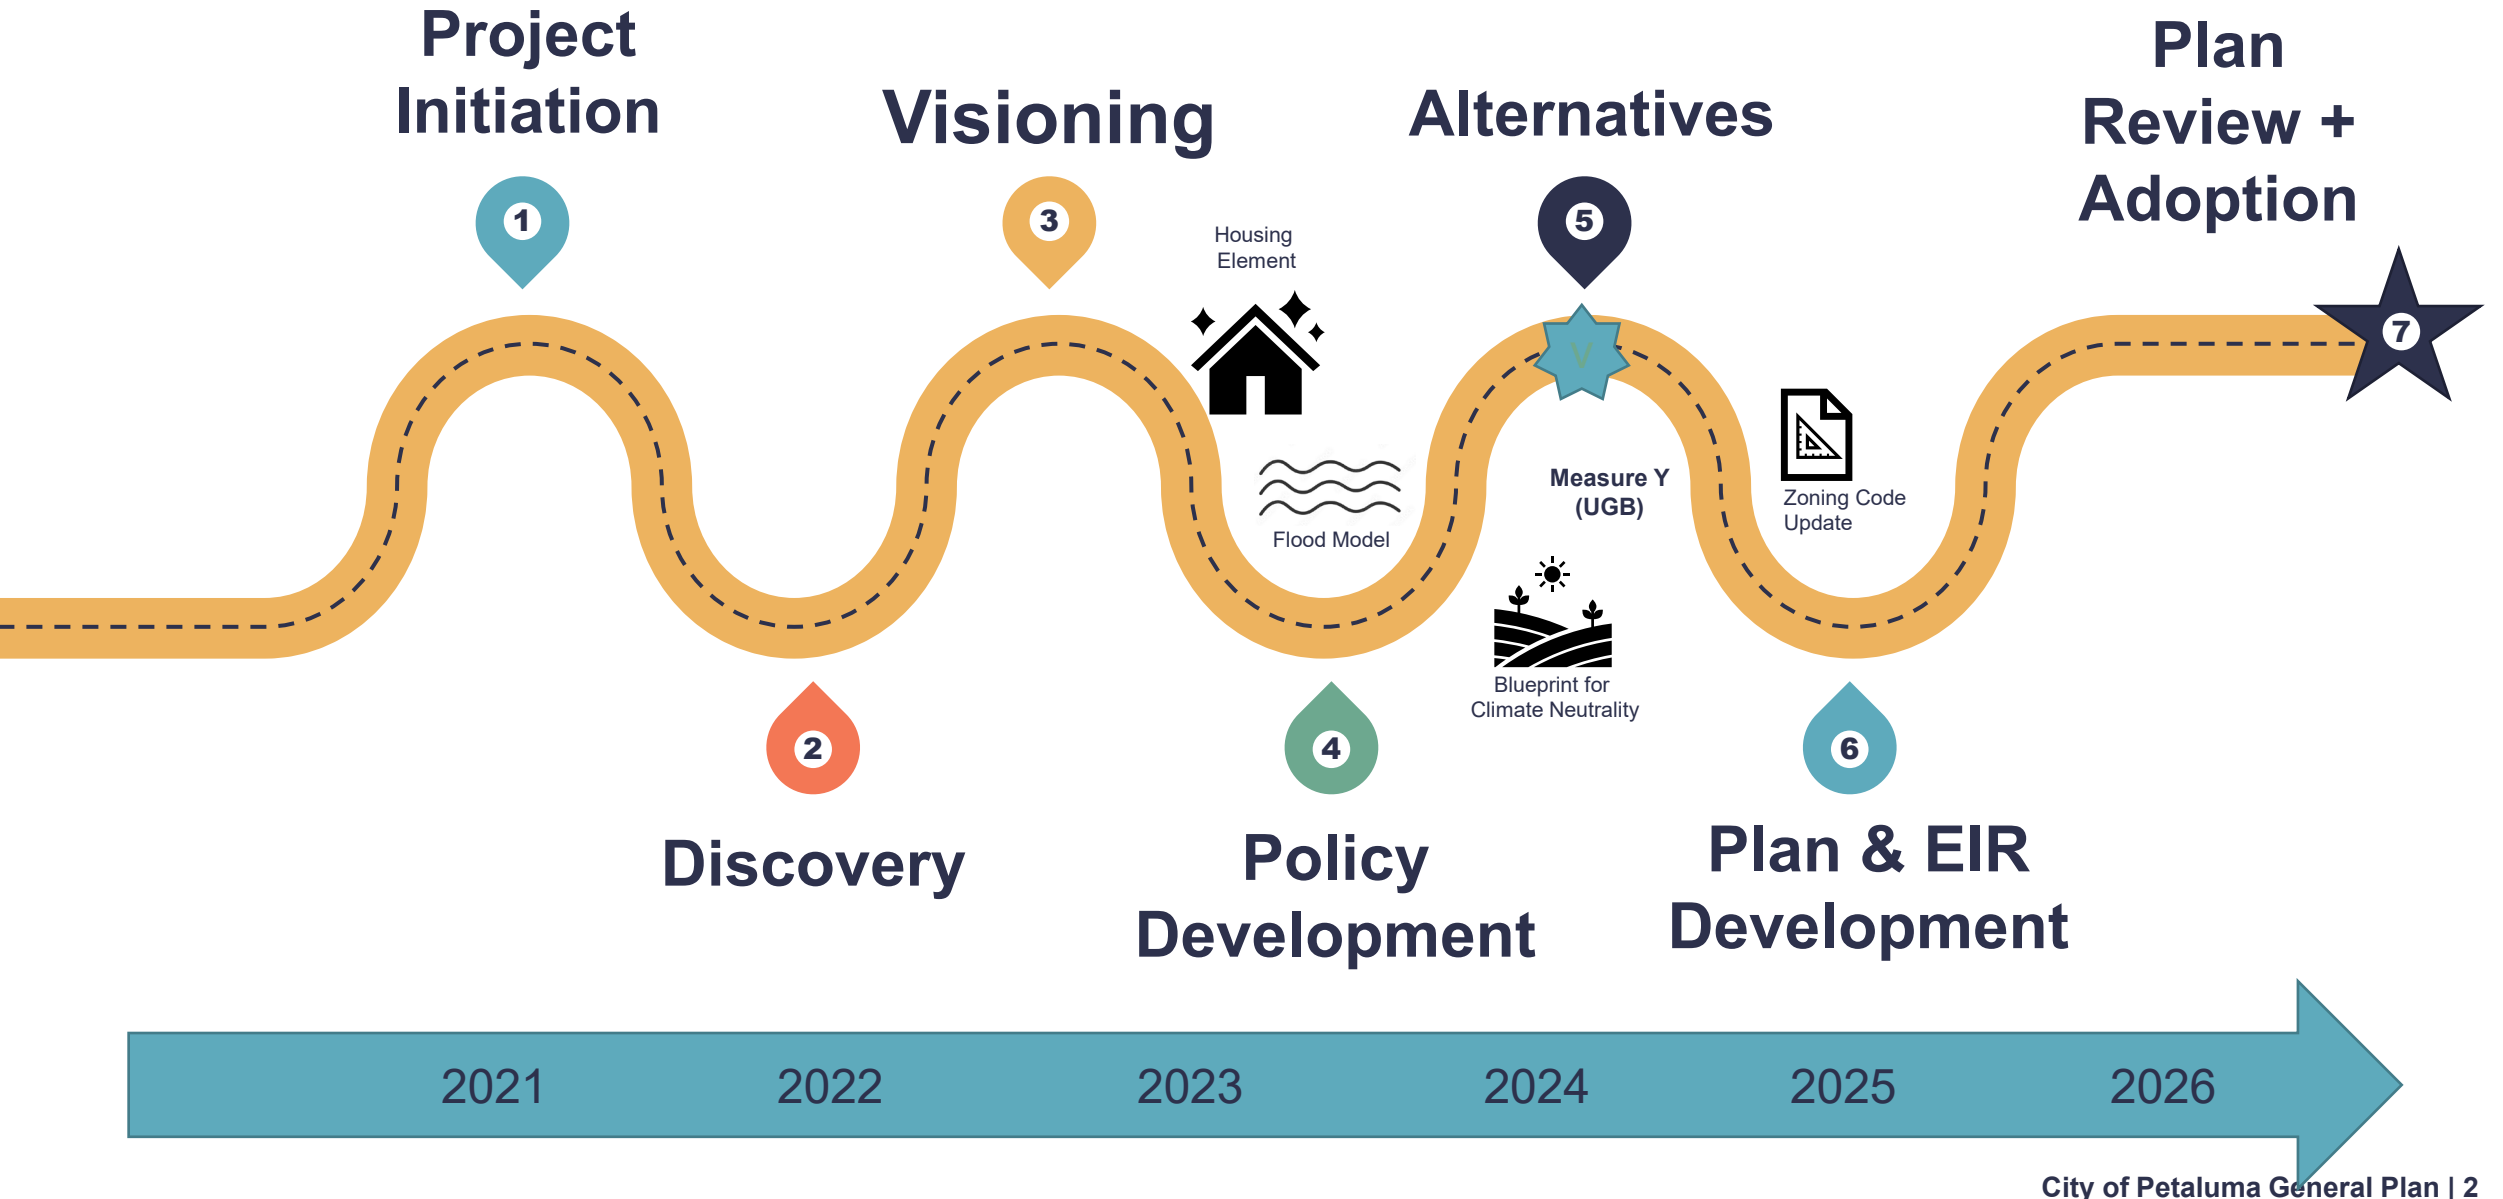 Project
Initiation
Visioning
Alternatives
Plan
Review +
Adoption
1
3
5
Housing
Element
7
V
Measure Y
(UGB)
Zoning Code
Update
Flood Model
Blueprint for
Climate Neutrality
2
4
6
Discovery
Policy
Development
Plan & EIR
Development
2021
2022
2023
2024
2025
2026
City of Petaluma General Plan | 2